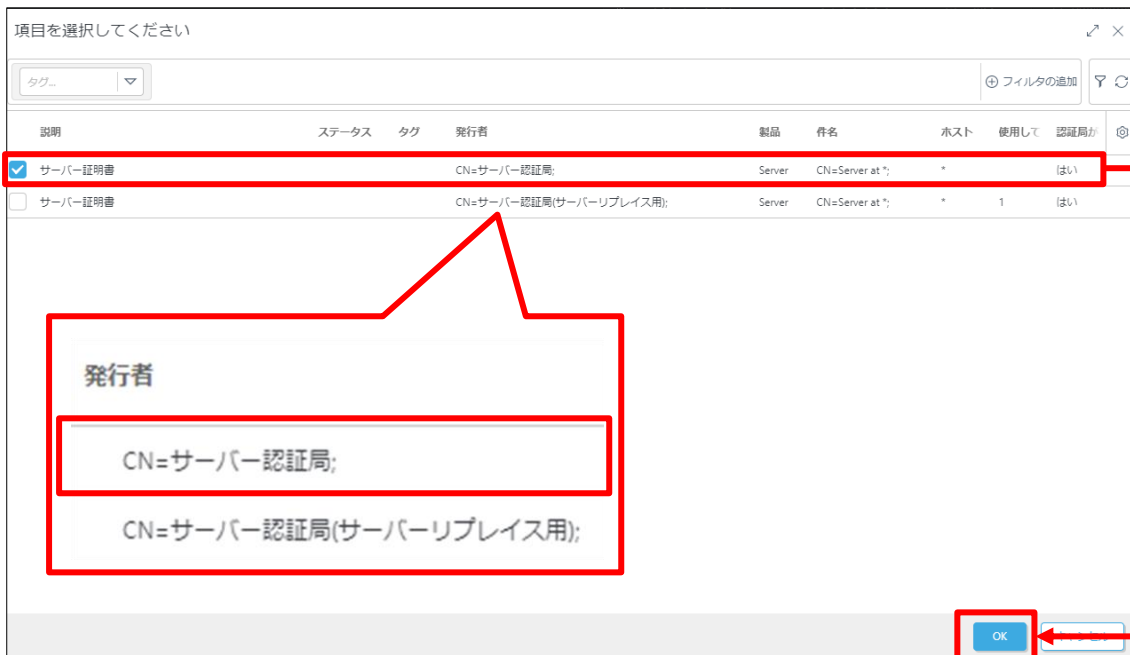 項目を選択してください
タグ...
フィルタの追加
説明 ステータス タグ 発行者 製品 件名 ホスト 使用して 認証局が
サーバー証明書 CN=サーバー認証局; Server CN=Server at *; * はい
サーバー証明書 CN=サーバー認証局(サーバーリプレイス用); Server CN=Server at *; * 1 はい
発行者
CN=サーバー認証局;
CN=サーバー認証局(サーバーリプレイス用);
OK